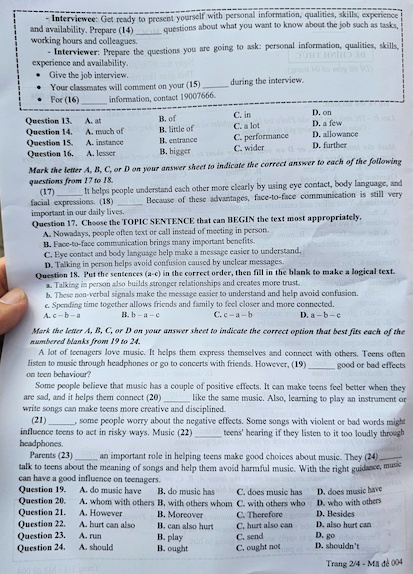 - Interviewee: Get ready to present yourself with personal information, qualities, skills, experience
and availability. Prepare (14) ______ questions about what you want to know about the job such as tasks,
working hours and colleagues.
- Interviewer: Prepare the questions you are going to ask: personal information, qualities, skills,
experience and availability.
• Give the job interview.
• Your classmates will comment on your (15) ______ during the interview.
• For (16) ______ information, contact 19007666.
Question 13. A. at B. of C. in D. on
Question 14. A. much of B. little of C. a lot D. a few
Question 15. A. instance B. entrance C. performance D. allowance
Question 16. A. lesser B. bigger C. wider D. further
Mark the letter A, B, C, or D on your answer sheet to indicate the correct answer to each of the following
questions from 17 to 18.
(17) ______ It helps people understand each other more clearly by using eye contact, body language, and
facial expressions. (18) ______ Because of these advantages, face-to-face communication is still very
important in our daily lives.
Question 17. Choose the TOPIC SENTENCE that can BEGIN the text most appropriately.
A. Nowadays, people often text or call instead of meeting in person.
B. Face-to-face communication brings many important benefits.
C. Eye contact and body language help make a message easier to understand.
D. Talking in person helps avoid confusion caused by unclear messages.
Question 18. Put the sentences (a-c) in the correct order, then fill in the blank to make a logical text.
a. Talking in person also builds stronger relationships and creates more trust.
b. These non-verbal signals make the message easier to understand and help avoid confusion.
c. Spending time together allows friends and family to feel closer and more connected.
A. c – b – a B. b – a – c C. c – a – b D. a – b – c
Mark the letter A, B, C, or D on your answer sheet to indicate the correct option that best fits each of the
numbered blanks from 19 to 24.
A lot of teenagers love music. It helps them express themselves and connect with others. Teens often
listen to music through headphones or go to concerts with friends. However, (19) ______ good or bad effects
on teen behaviour?
Some people believe that music has a couple of positive effects. It can make teens feel better when they
are sad, and it helps them connect (20) ______ like the same music. Also, learning to play an instrument or
write songs can make teens more creative and disciplined.
(21) ______, some people worry about the negative effects. Some songs with violent or bad words might
influence teens to act in risky ways. Music (22) ______ teens' hearing if they listen to it too loudly through
headphones.
Parents (23) ______ an important role in helping teens make good choices about music. They (24) ______
talk to teens about the meaning of songs and help them avoid harmful music. With the right guidance, music
can have a good influence on teenagers.
Question 19. A. do music have B. do music has C. does music has D. does music have
Question 20. A. whom with others B. with others whom C. with others who D. who with others
Question 21. A. However B. Moreover C. Therefore D. Besides
Question 22. A. hurt can also B. can also hurt C. hurt also can D. also hurt can
Question 23. A. run B. play C. send D. go
Question 24. A. should B. ought C. ought not D. shouldn't
Trang 2/4 - Mã đề 004